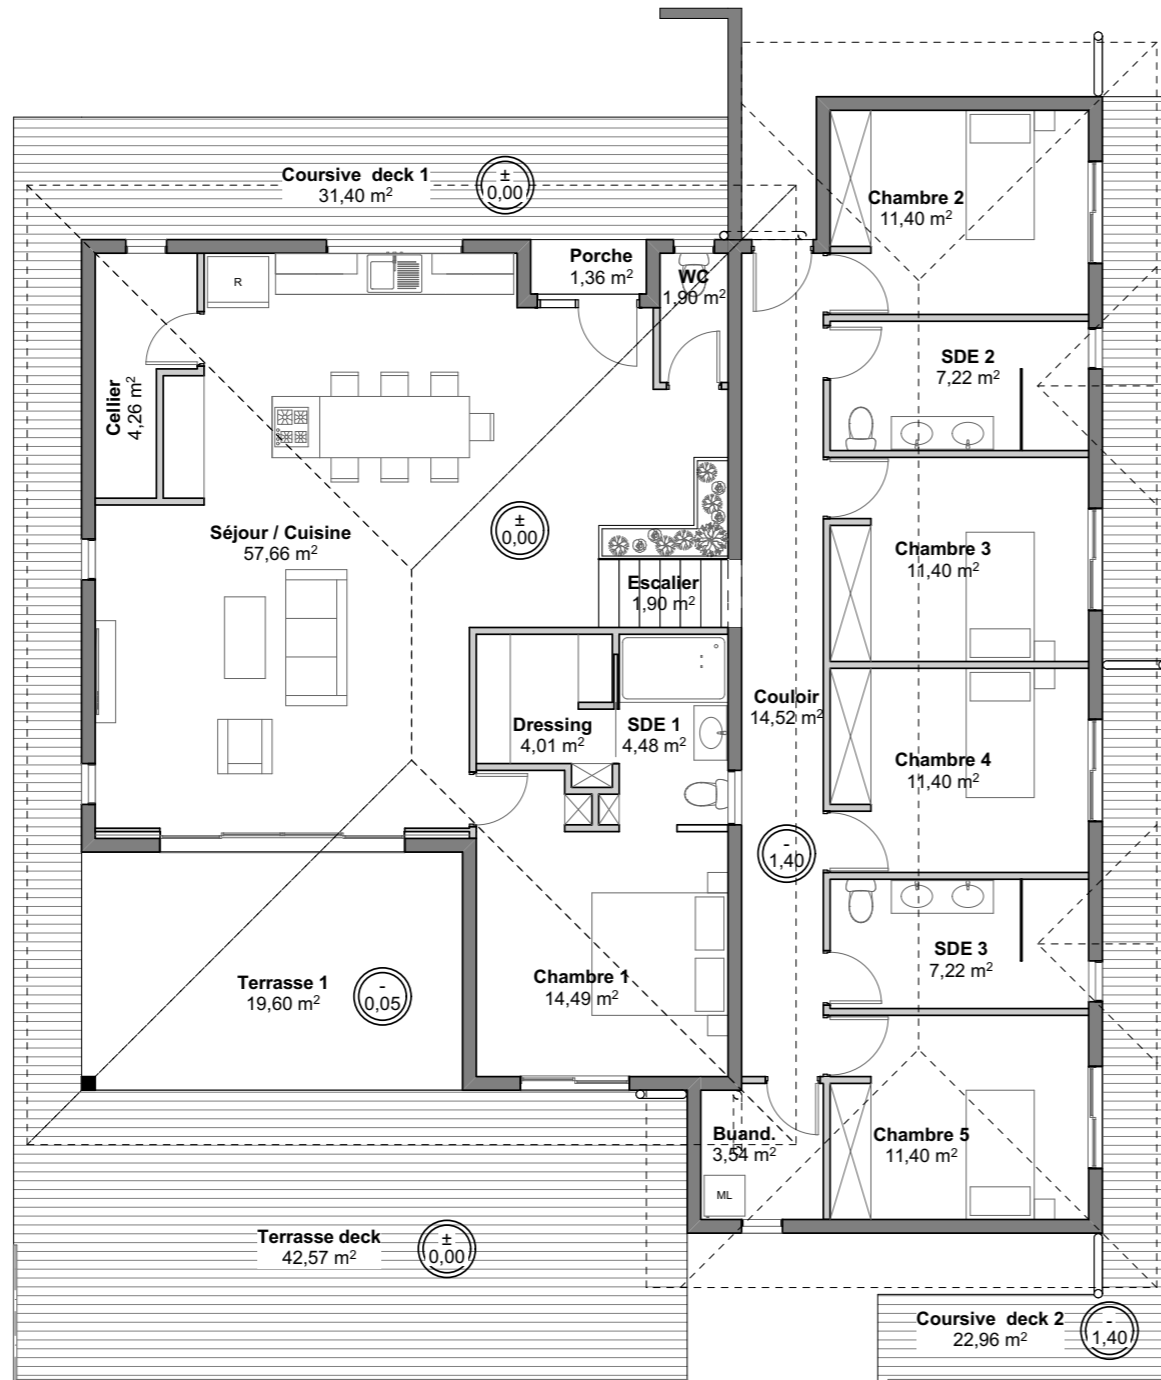 Coursive deck 1
31,40 m²
±
0,00
Chambre 2
11,40 m²
Porche
1,36 m²
WC
1,90 m²
R
SDE 2
7,22 m²
Cellier
4,26 m²
Séjour / Cuisine
57,66 m²
±
0,00
Chambre 3
11,40 m²
Escalier
1,90 m²
Couloir
14,52 m²
Dressing
4,01 m²
SDE 1
4,48 m²
Chambre 4
11,40 m²
-
1,40
SDE 3
7,22 m²
Terrasse 1
19,60 m²
-
0,05
Chambre 1
14,49 m²
Buand.
3,54 m²
ML
Chambre 5
11,40 m²
Terrasse deck
42,57 m²
±
0,00
Coursive deck 2
22,96 m²
-
1,40